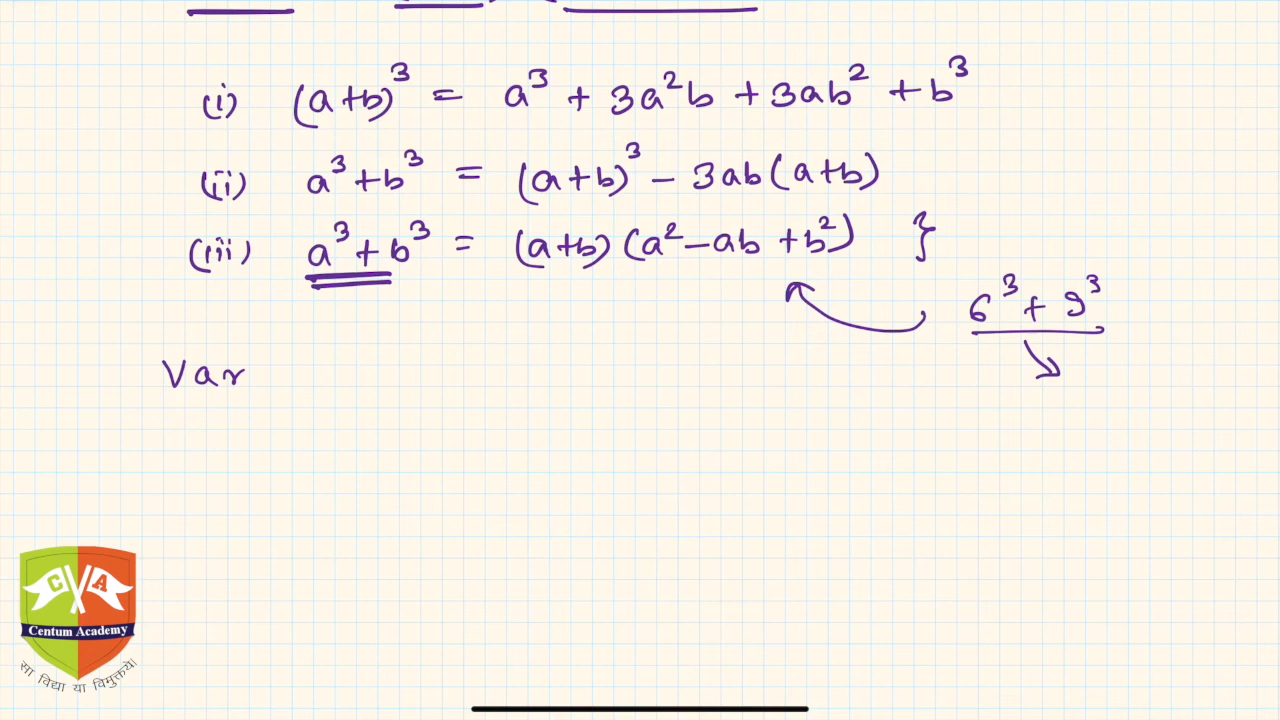 (i) (a+b)³ = a³ + 3a²b + 3ab² + b³
(ii) a³+b³ = (a+b)³ – 3ab(a+b)
(iii) a³+b³ = (a+b)(a²–ab+b²) }
6³ + 9³
Var
C A
Centum Academy
सा विद्या या विमुक्तये।